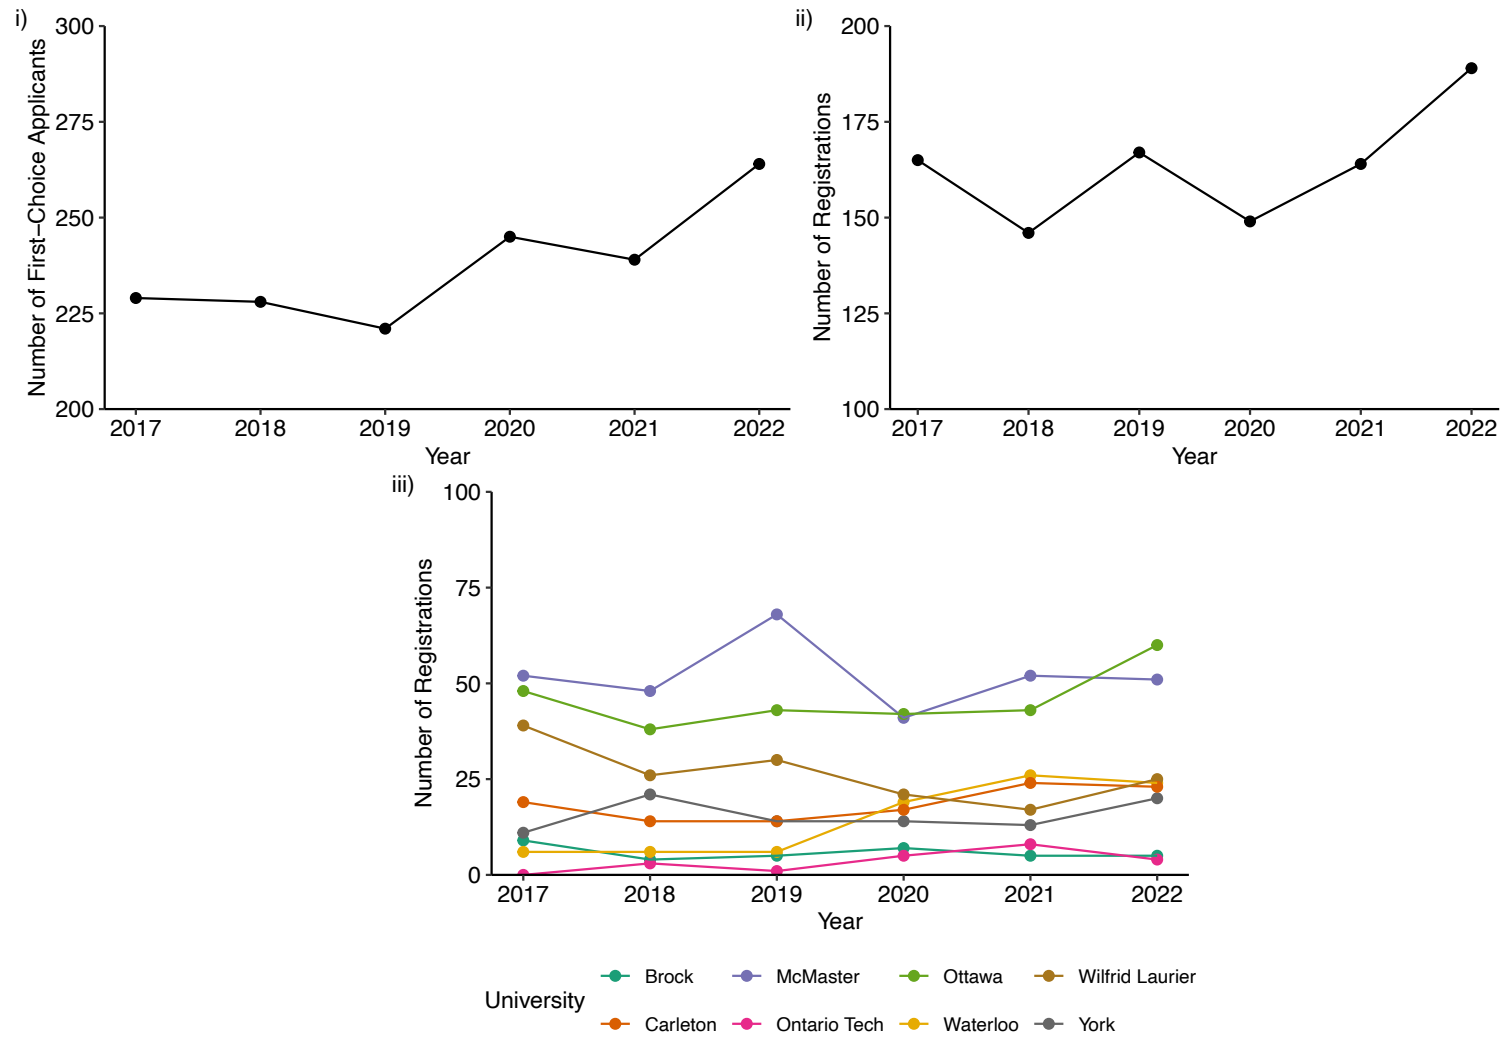 i)
300
275
250
225
200
Number of First−Choice Applicants
2017 2018 2019 2020 2021 2022
Year
ii)
200
175
150
125
100
Number of Registrations
2017 2018 2019 2020 2021 2022
Year
iii)
100
75
50
25
0
Number of Registrations
2017 2018 2019 2020 2021 2022
Year
University
Brock McMaster Ottawa Wilfrid Laurier
Carleton Ontario Tech Waterloo York